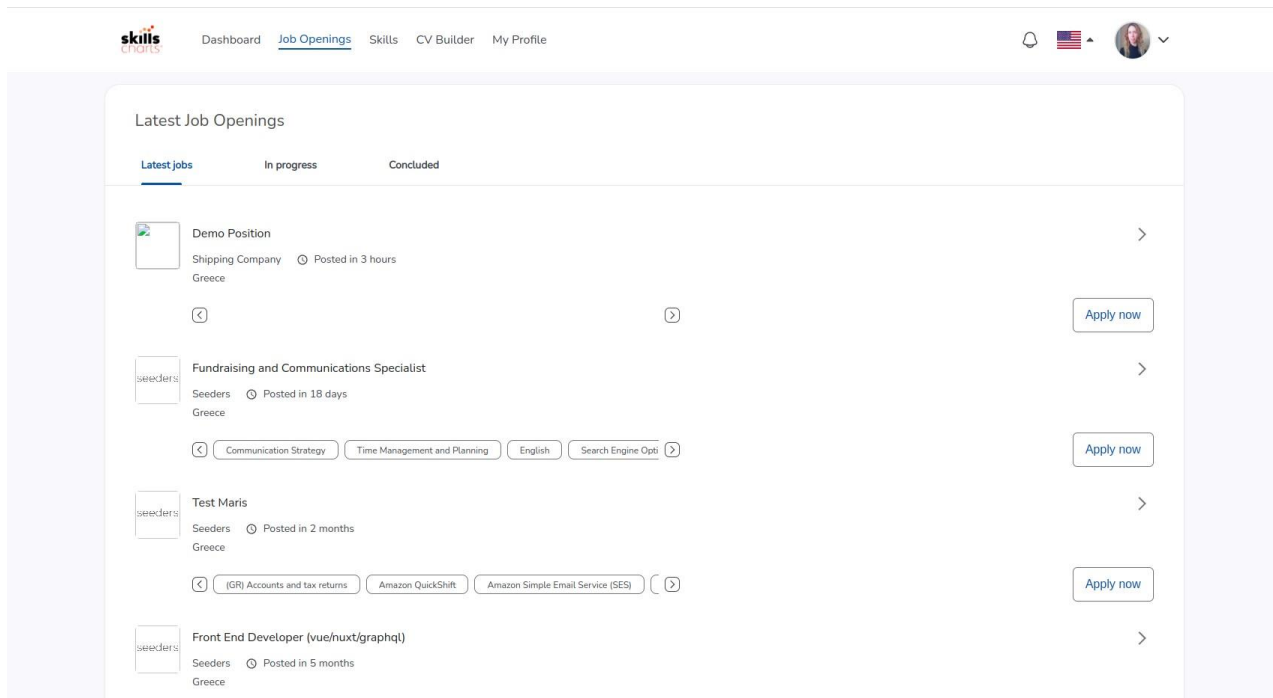 skills
charts
Dashboard Job Openings Skills CV Builder My Profile
Latest Job Openings
Latest jobs In progress Concluded
Demo Position
Shipping Company Posted in 3 hours
Greece
Apply now
seeders
Fundraising and Communications Specialist
Seeders Posted in 18 days
Greece
Communication Strategy Time Management and Planning English Search Engine Opti
Apply now
seeders
Test Maris
Seeders Posted in 2 months
Greece
(GR) Accounts and tax returns Amazon QuickShift Amazon Simple Email Service (SES)
Apply now
seeders
Front End Developer (vue/nuxt/graphql)
Seeders Posted in 5 months
Greece